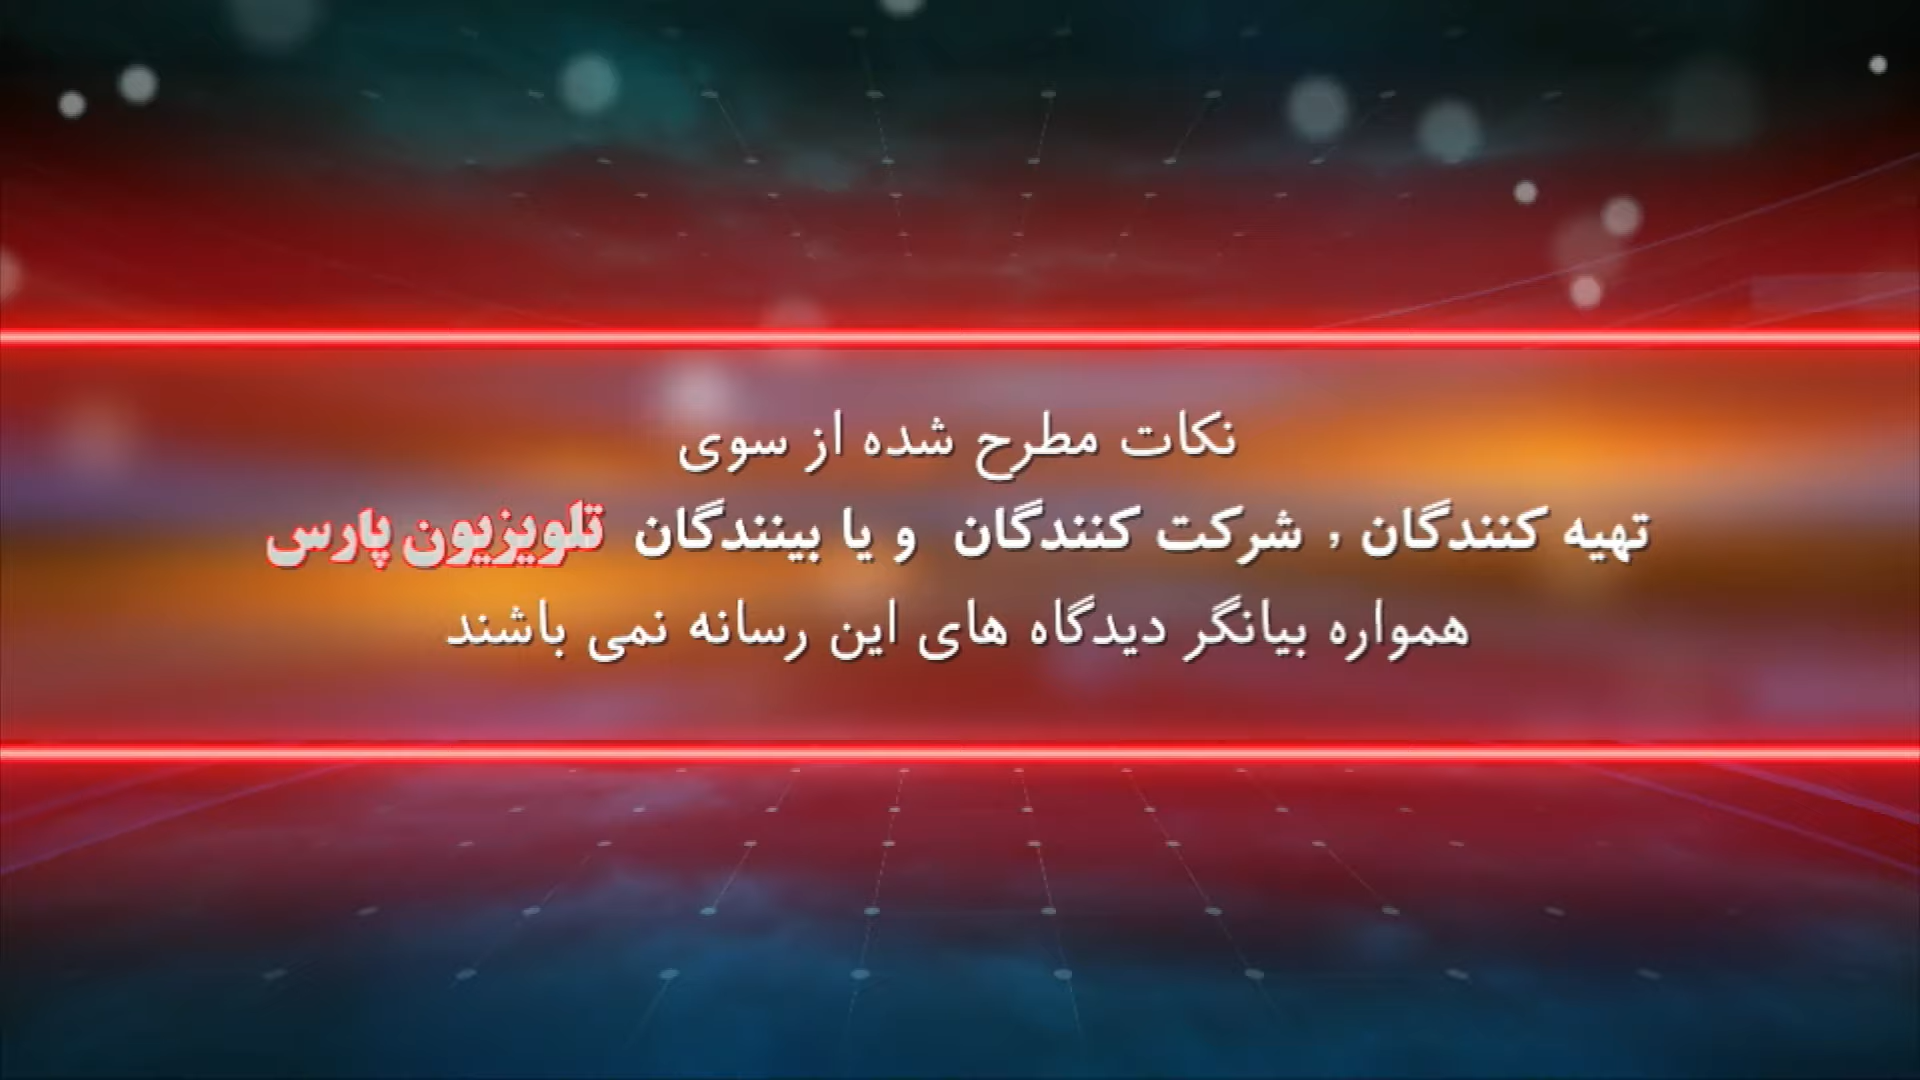 نکات مطرح شده از سوی
تهیه کنندگان , شرکت کنندگان و یا بینندگان تلویزیون پارس
همواره بیانگر دیدگاه های این رسانه نمی باشند